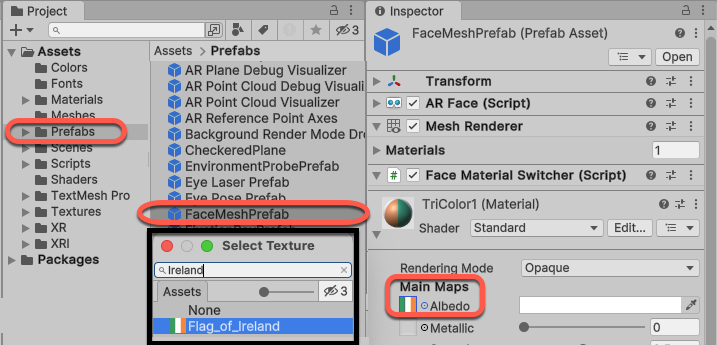 Project
3
Assets
Colors
Fonts
Materials
Meshes
Prefabs
Scenes
Scripts
Shaders
TextMesh Pro
Textures
XR
XRI
Packages
Assets Prefabs
AR Plane Debug Visualizer
AR Point Cloud Debug Visual
AR Point Cloud Visualizer
AR Reference Point Axes
Background Render Mode Dro
CheckeredPlane
EnvironmentProbePrefab
Eye Laser Prefab
Eye Pose Prefab
FaceMeshPrefab
Select Texture
Ireland
Assets 3
None
Flag_of_Ireland
Inspector
FaceMeshPrefab (Prefab Asset)
Open
Transform
AR Face (Script)
Mesh Renderer
Materials 1
# Face Material Switcher (Script)
TriColor1 (Material)
Shader Standard Edit...
Rendering Mode Opaque
Main Maps
Albedo
Metallic 0